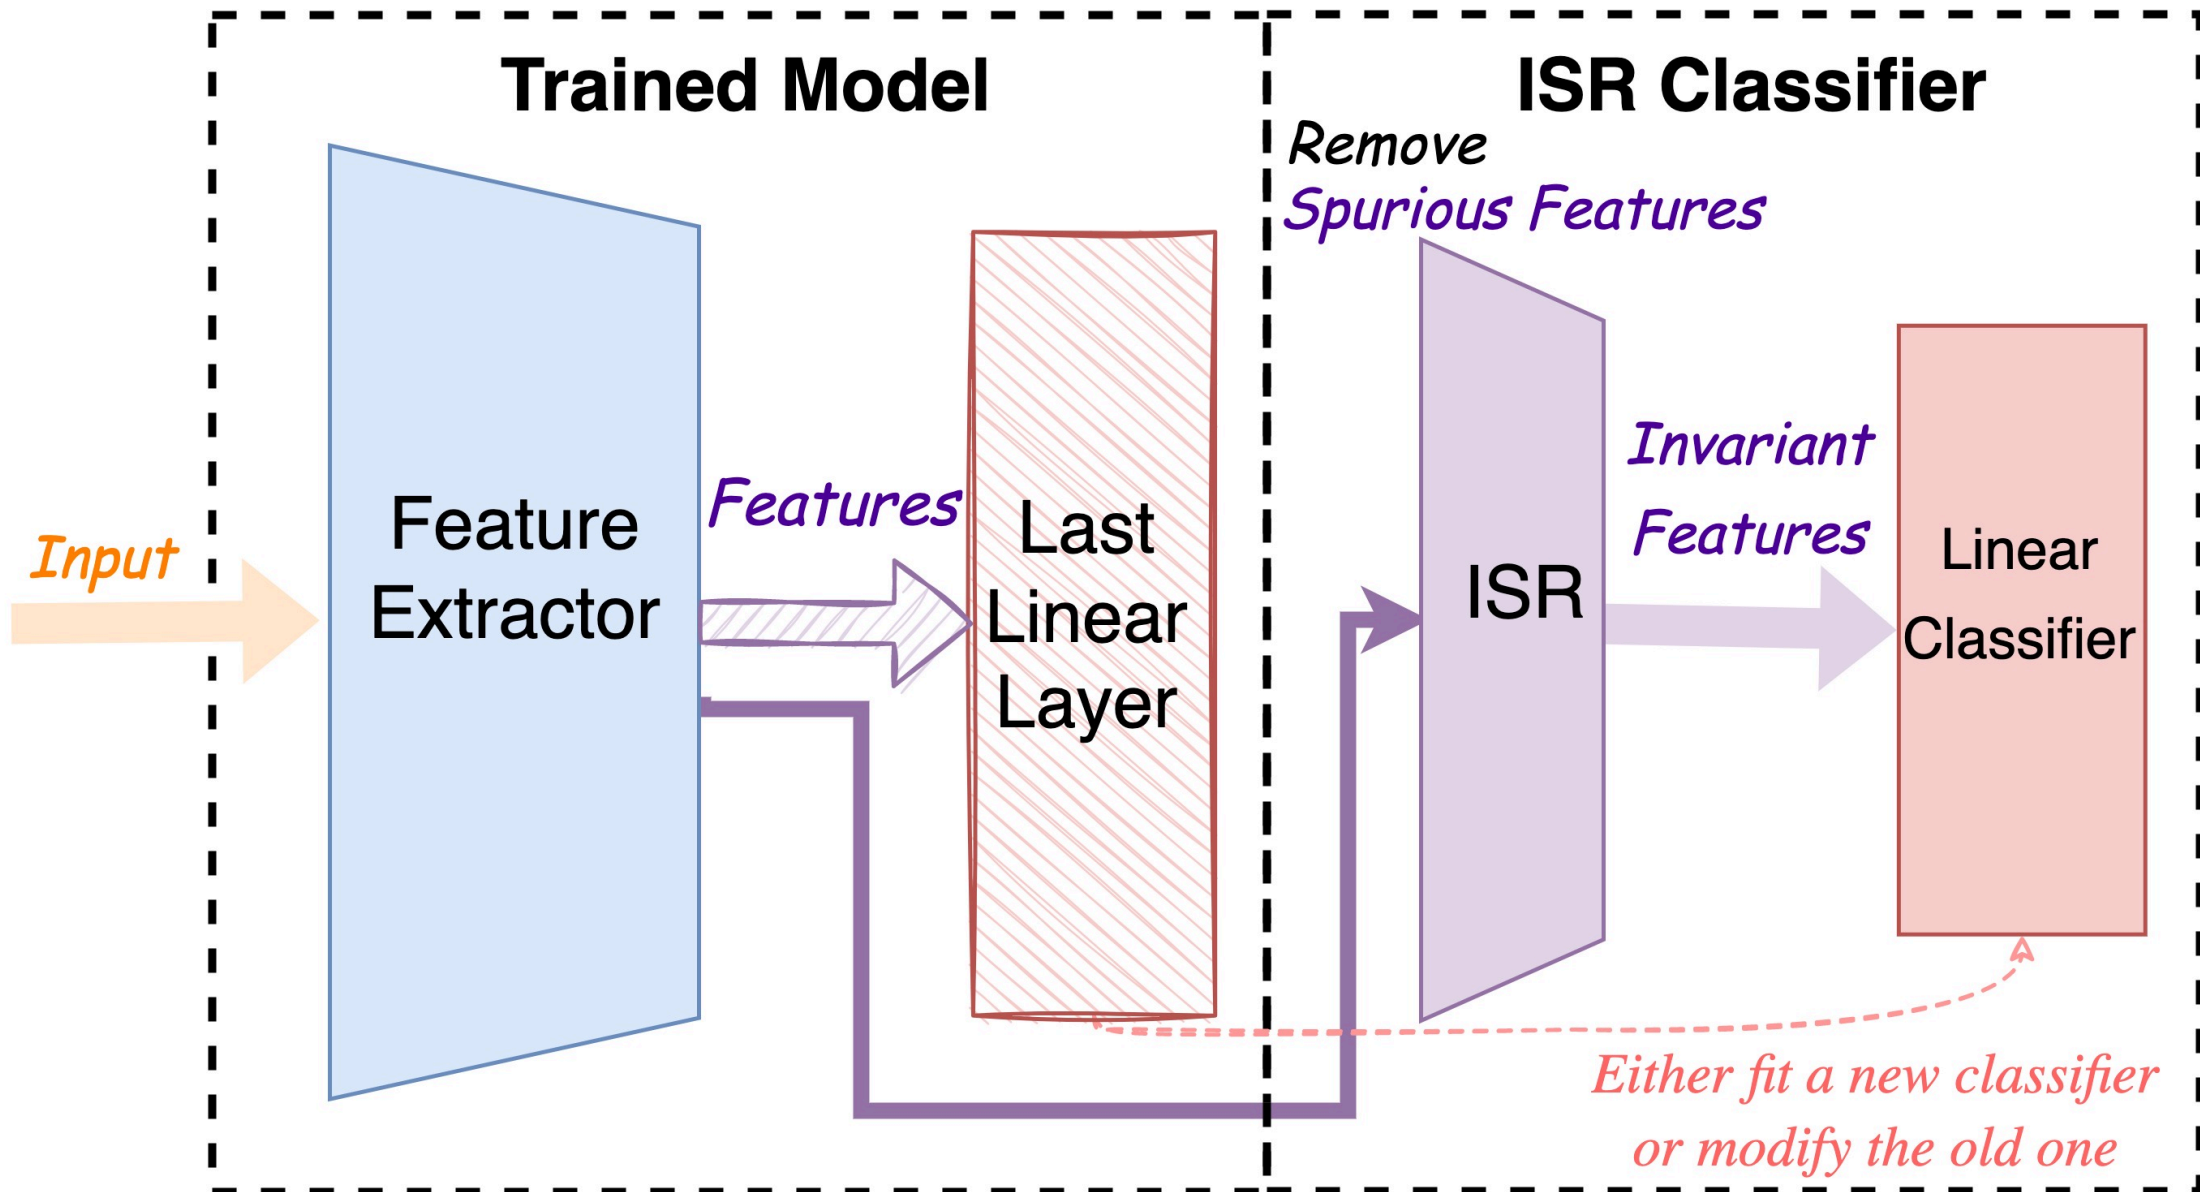 Trained Model
Input
Feature
Extractor
Features
Last
Linear
Layer
ISR Classifier
Remove
Spurious Features
ISR
Invariant
Features
Linear
Classifier
Either fit a new classifier
or modify the old one